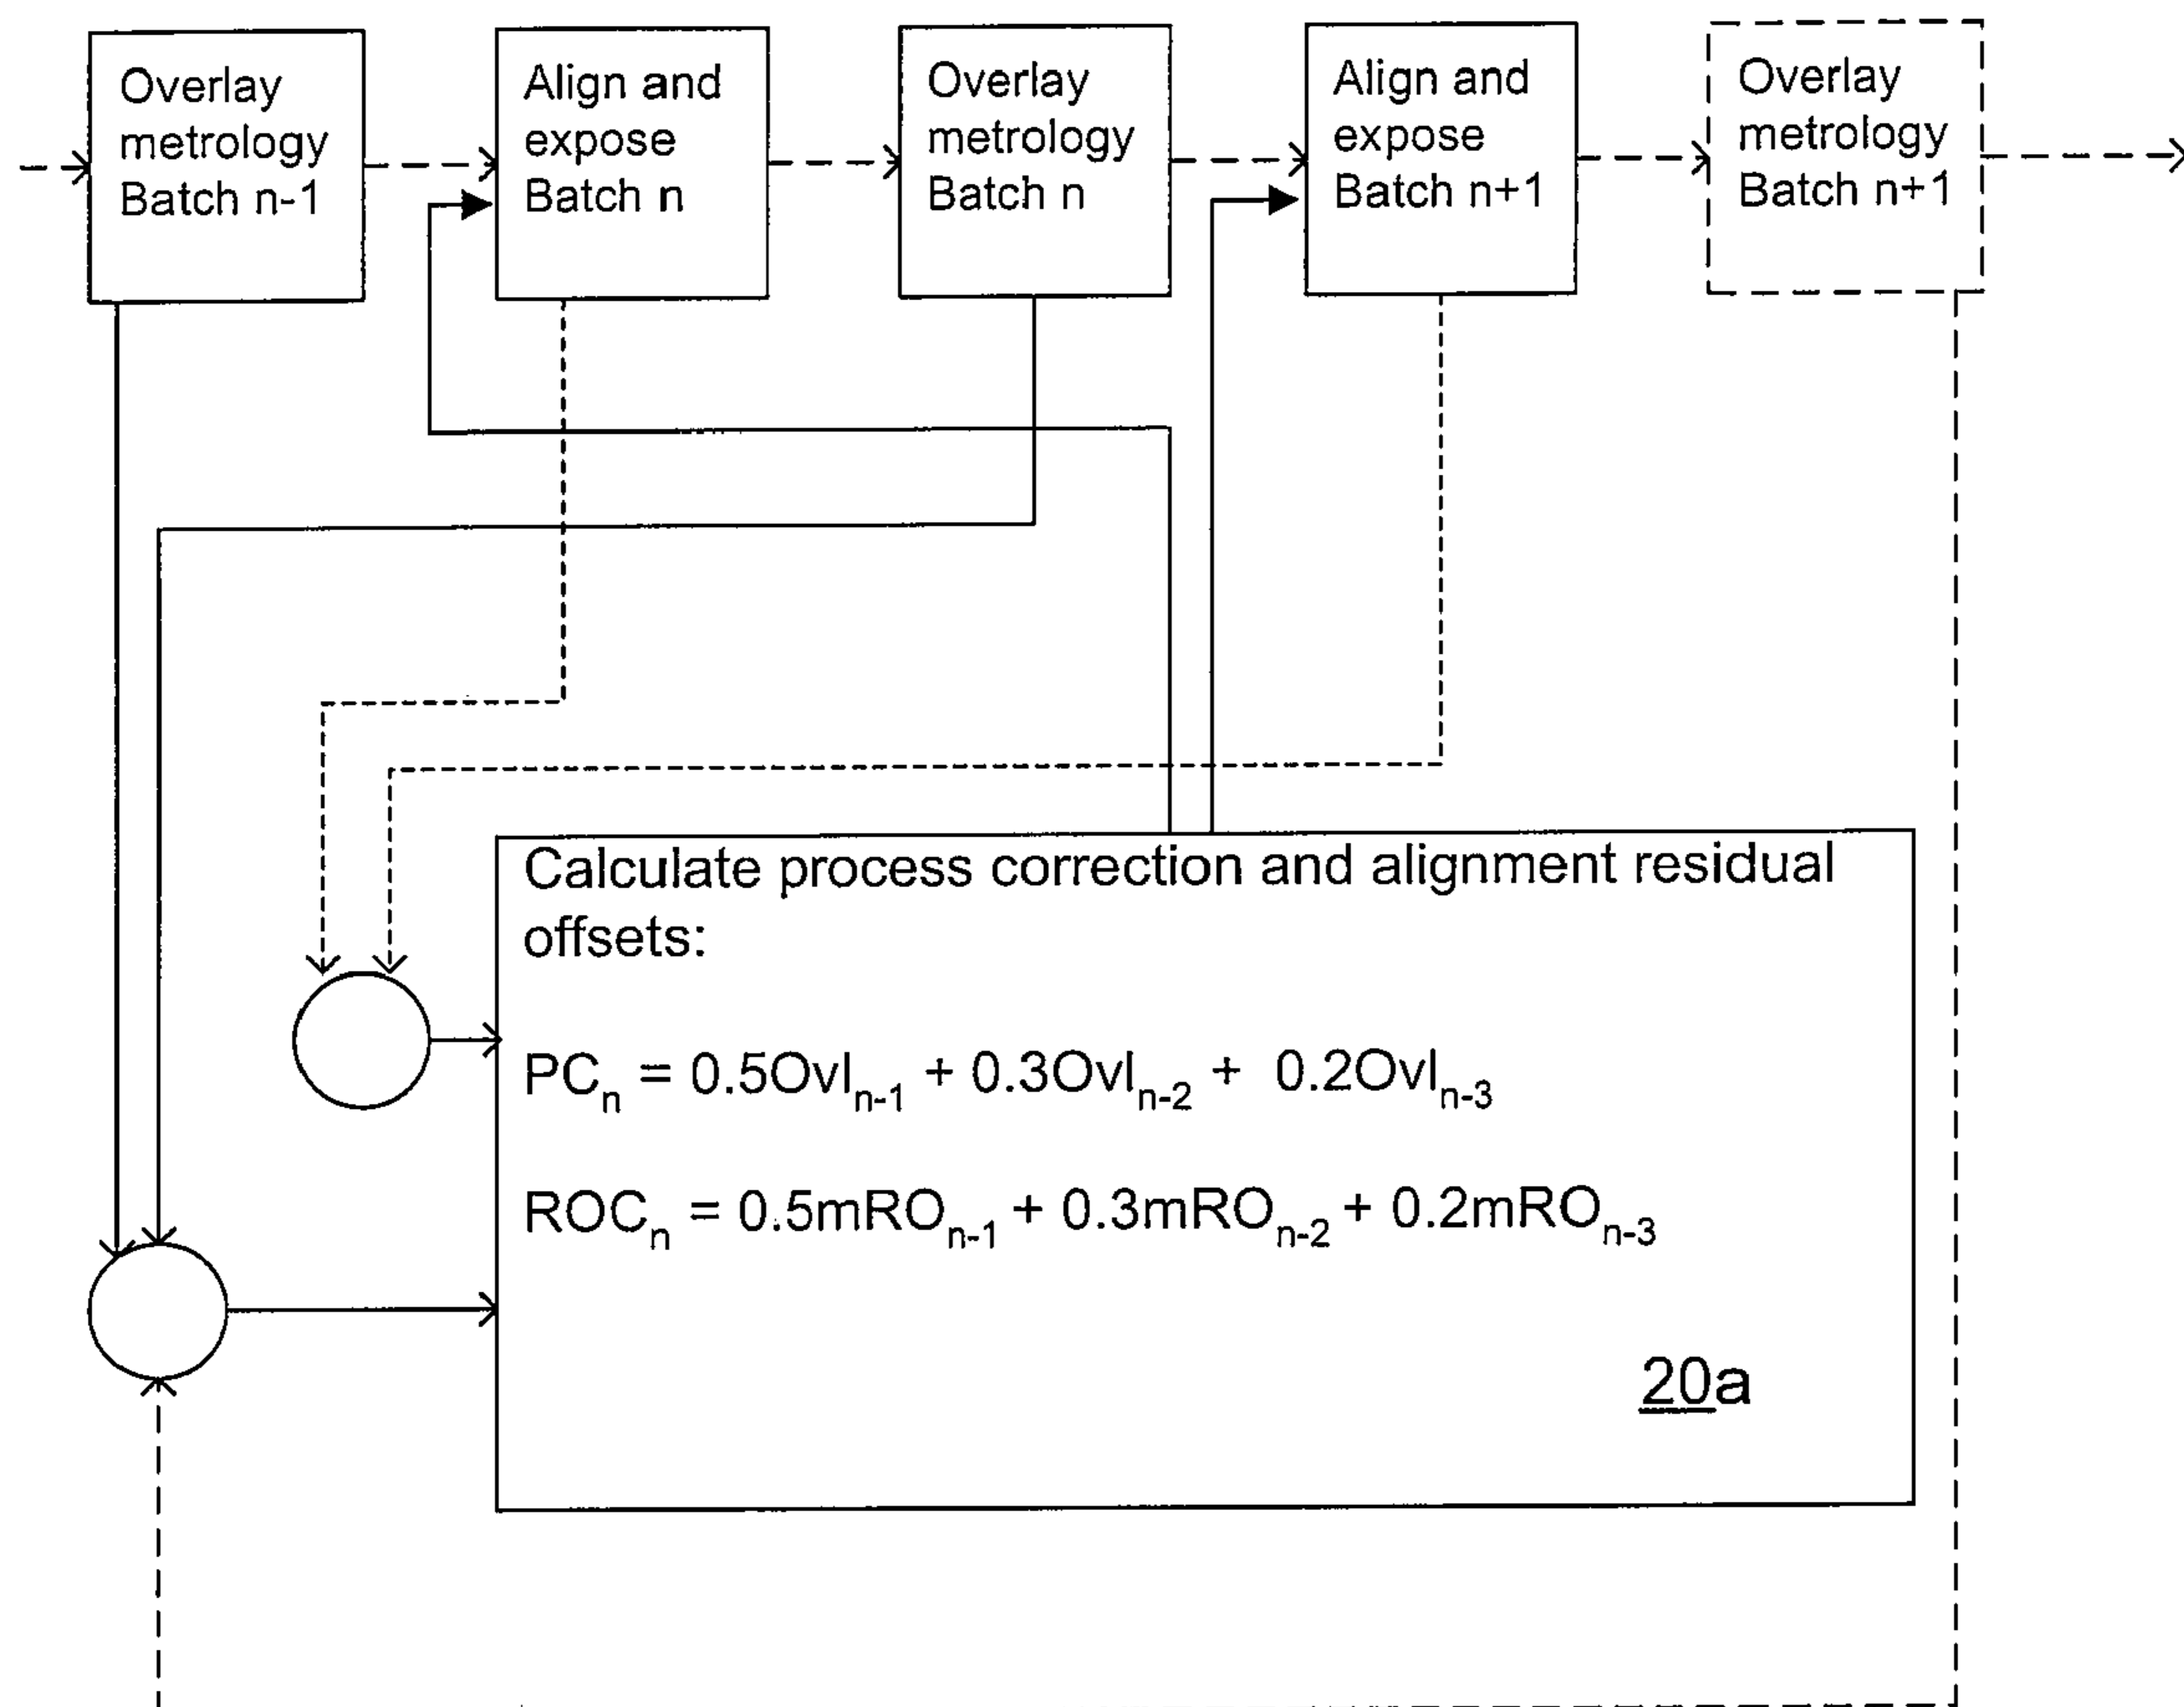 Overlay
metrology
Batch n-1
Align and
expose
Batch n
Overlay
metrology
Batch n
Align and
expose
Batch n+1
Overlay
metrology
Batch n+1
Calculate process correction and alignment residual
offsets:
PCₙ = 0.5Ovlₙ₋₁ + 0.3Ovlₙ₋₂ + 0.2Ovlₙ₋₃
ROCₙ = 0.5mROₙ₋₁ + 0.3mROₙ₋₂ + 0.2mROₙ₋₃
20a